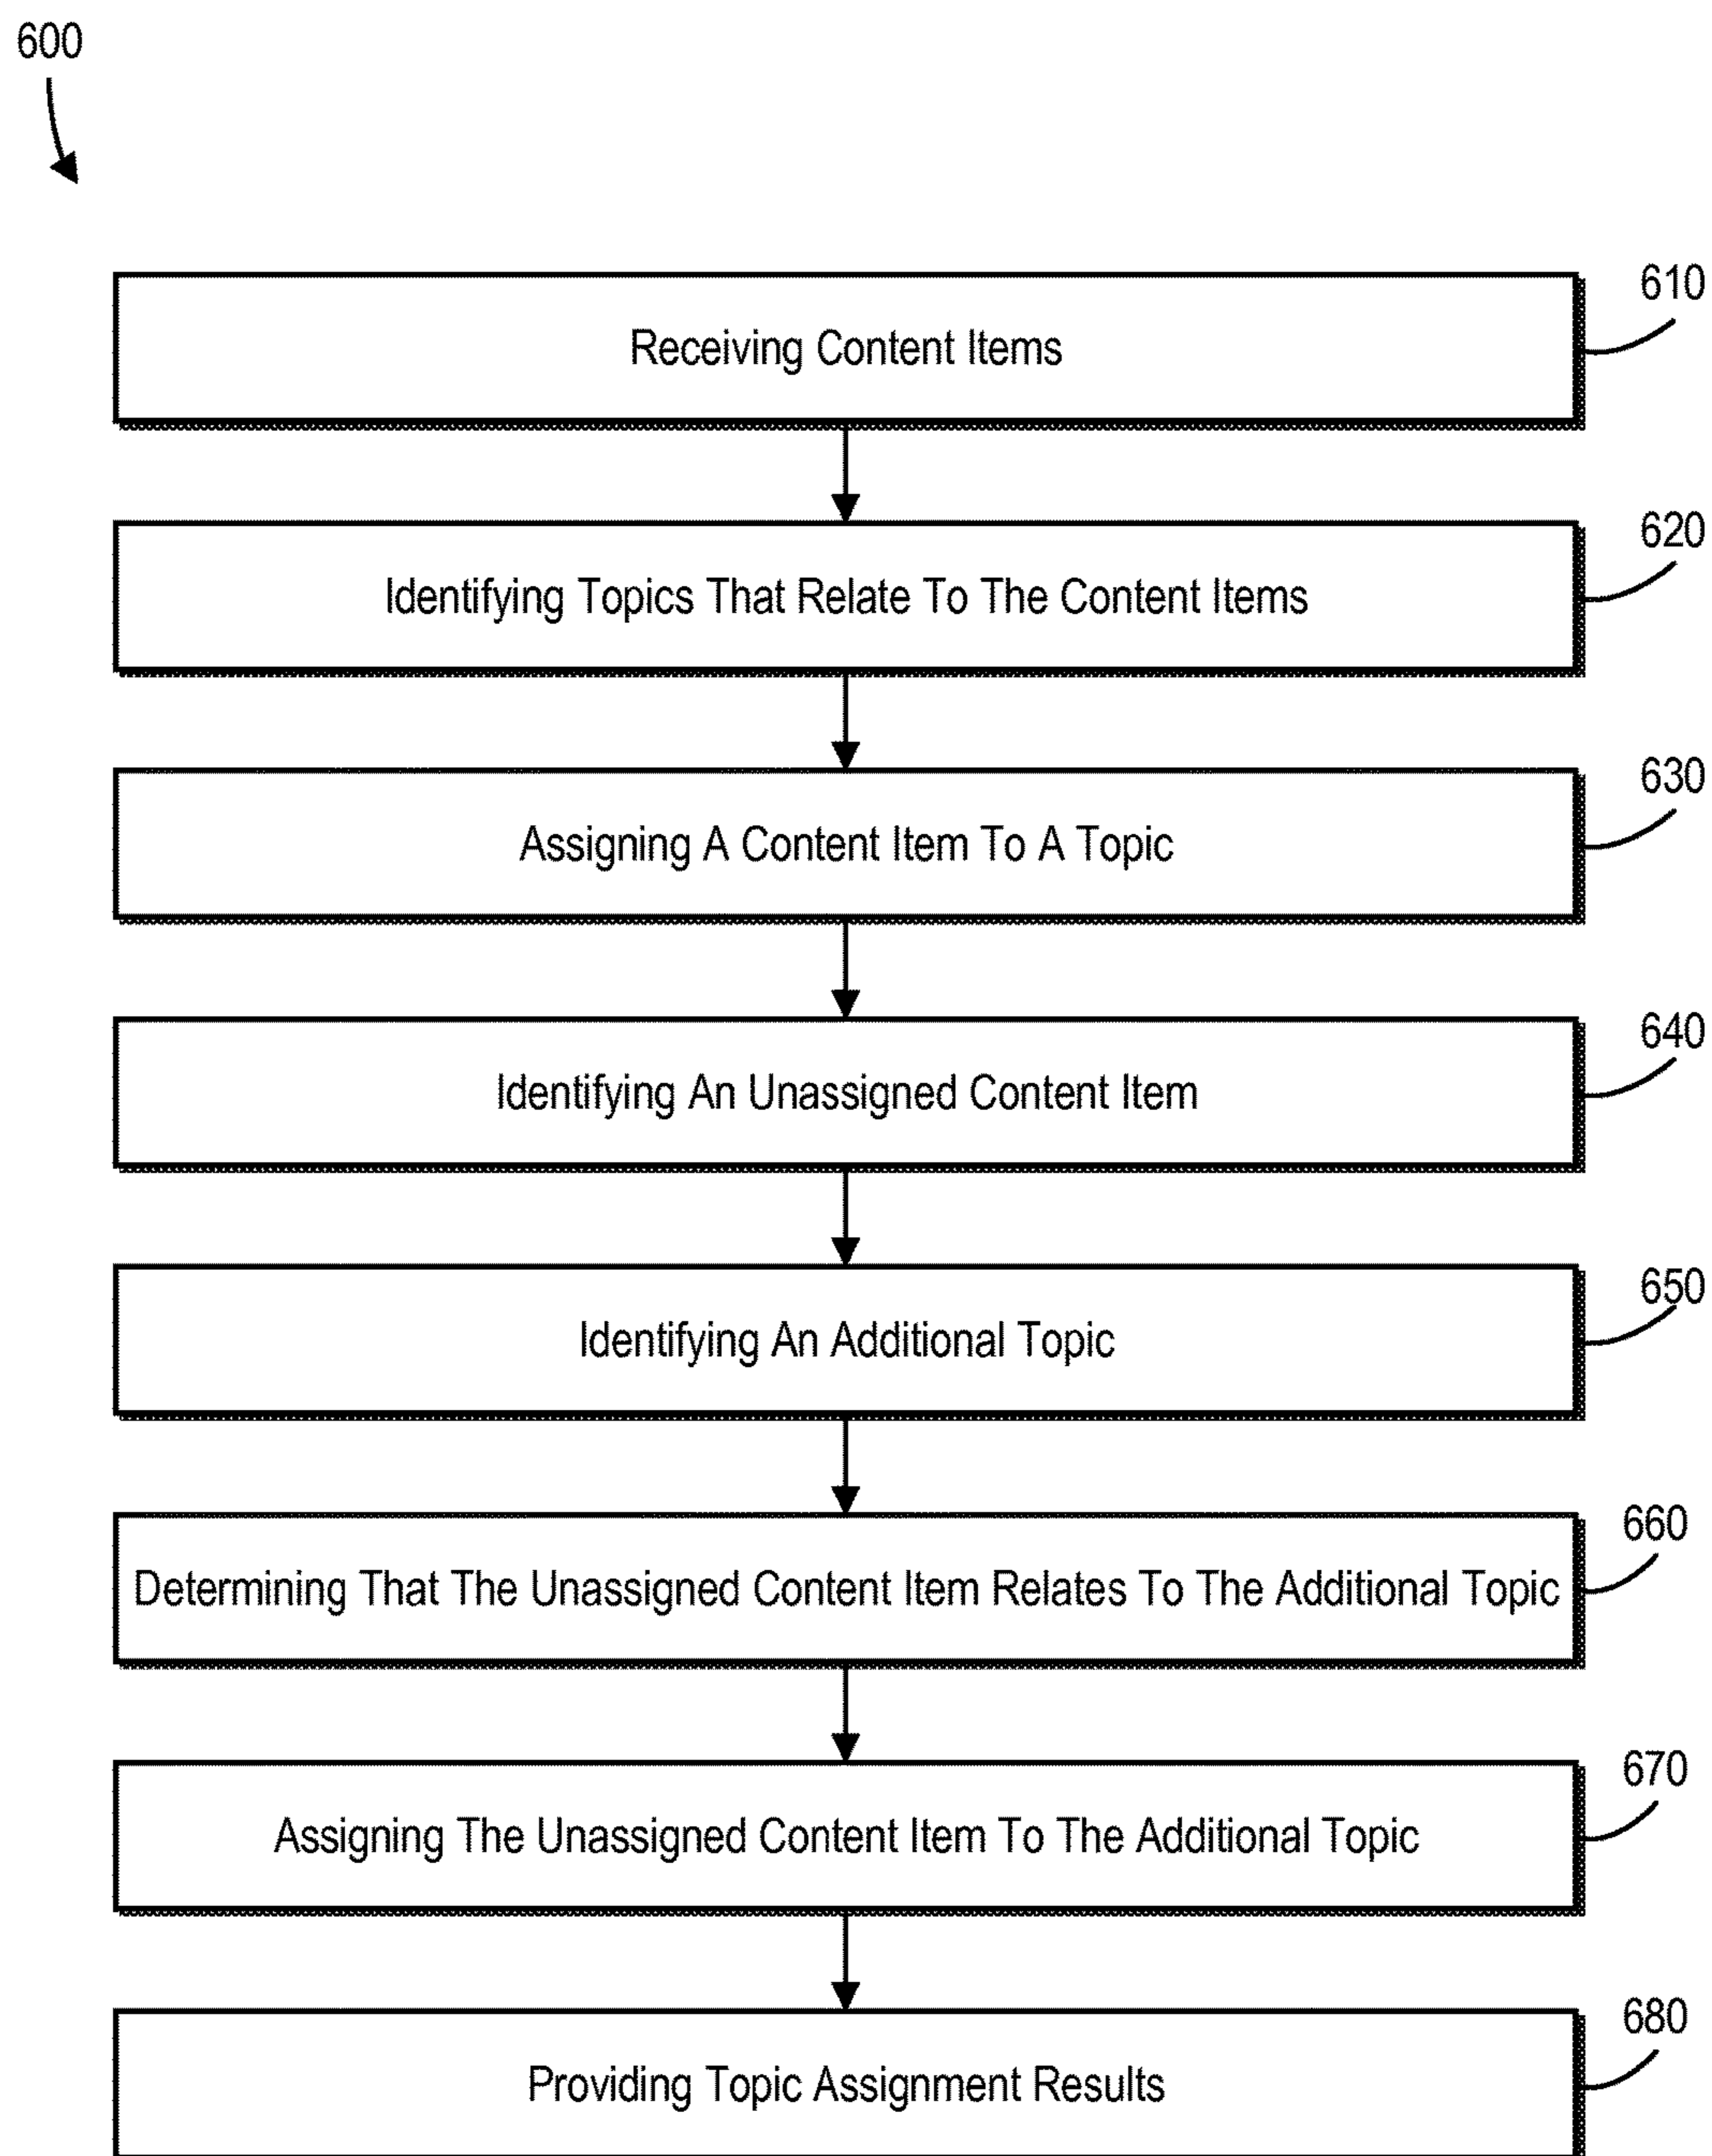 600
610
Receiving Content Items
620
Identifying Topics That Relate To The Content Items
630
Assigning A Content Item To A Topic
640
Identifying An Unassigned Content Item
650
Identifying An Additional Topic
660
Determining That The Unassigned Content Item Relates To The Additional Topic
670
Assigning The Unassigned Content Item To The Additional Topic
680
Providing Topic Assignment Results